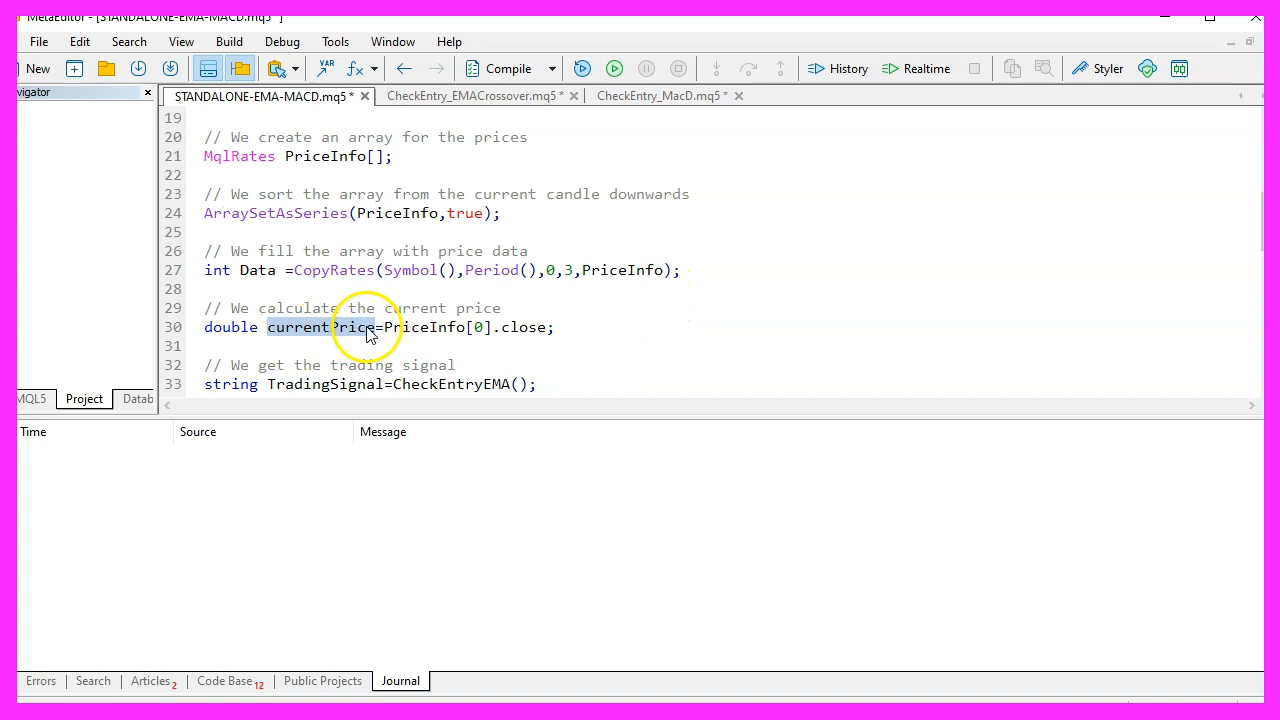 MetaEditor - [STANDALONE-EMA-MACD.mq5 *]
File Edit Search View Build Debug Tools Window Help
New VAR fx Compile History Realtime Styler
vigator STANDALONE-EMA-MACD.mq5 * CheckEntry_EMACrossover.mq5 * CheckEntry_MacD.mq5 *
19
20 // We create an array for the prices
21 MqlRates PriceInfo[];
22
23 // We sort the array from the current candle downwards
24 ArraySetAsSeries(PriceInfo,true);
25
26 // We fill the array with price data
27 int Data =CopyRates(Symbol(),Period(),0,3,PriceInfo);
28
29 // We calculate the current price
30 double currentPrice=PriceInfo[0].close;
31
32 // We get the trading signal
33 string TradingSignal=CheckEntryEMA();
MQL5 Project Datab
Time Source Message
Errors Search Articles 2 Code Base 12 Public Projects Journal